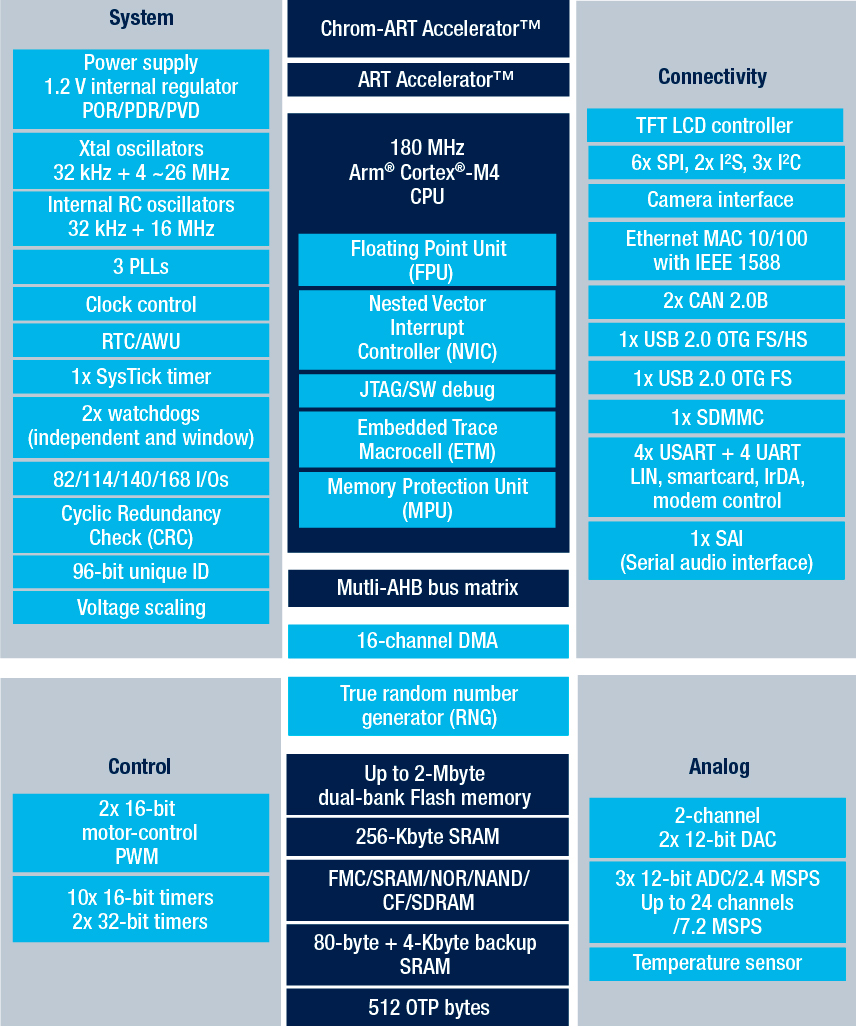 System
Power supply
1.2 V internal regulator
POR/PDR/PVD
Xtal oscillators
32 kHz + 4 ~26 MHz
Internal RC oscillators
32 kHz + 16 MHz
3 PLLs
Clock control
RTC/AWU
1x SysTick timer
2x watchdogs
(independent and window)
82/114/140/168 I/Os
Cyclic Redundancy
Check (CRC)
96-bit unique ID
Voltage scaling
Control
2x 16-bit
motor-control
PWM
10x 16-bit timers
2x 32-bit timers
Chrom-ART Accelerator™
ART Accelerator™
180 MHz
Arm® Cortex®-M4
CPU
Floating Point Unit
(FPU)
Nested Vector
Interrupt
Controller (NVIC)
JTAG/SW debug
Embedded Trace
Macrocell (ETM)
Memory Protection Unit
(MPU)
Mutli-AHB bus matrix
16-channel DMA
True random number
generator (RNG)
Up to 2-Mbyte
dual-bank Flash memory
256-Kbyte SRAM
FMC/SRAM/NOR/NAND/
CF/SDRAM
80-byte + 4-Kbyte backup
SRAM
512 OTP bytes
Connectivity
TFT LCD controller
6x SPI, 2x I²S, 3x I²C
Camera interface
Ethernet MAC 10/100
with IEEE 1588
2x CAN 2.0B
1x USB 2.0 OTG FS/HS
1x USB 2.0 OTG FS
1x SDMMC
4x USART + 4 UART
LIN, smartcard, IrDA,
modem control
1x SAI
(Serial audio interface)
Analog
2-channel
2x 12-bit DAC
3x 12-bit ADC/2.4 MSPS
Up to 24 channels
/7.2 MSPS
Temperature sensor